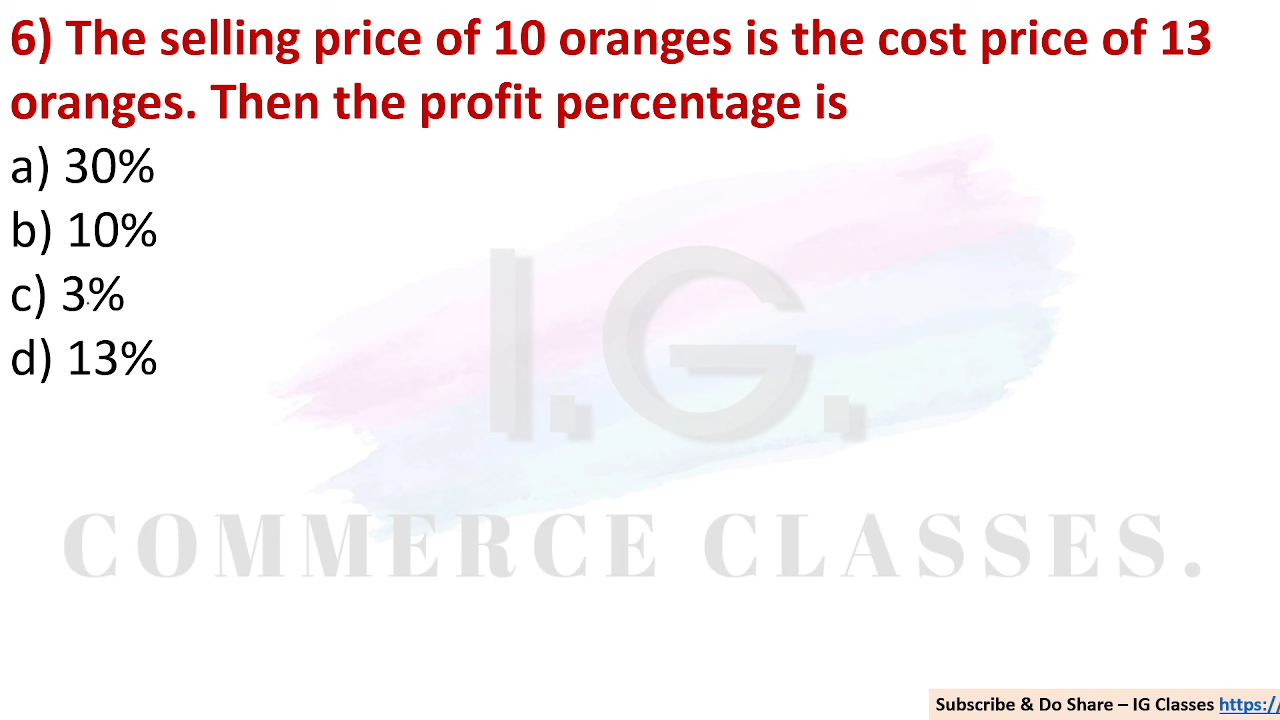 6) The selling price of 10 oranges is the cost price of 13
oranges. Then the profit percentage is
a) 30%
b) 10%
c) 3%
d) 13%
I.G.
COMMERCE CLASSES.
Subscribe & Do Share – IG Classes https://